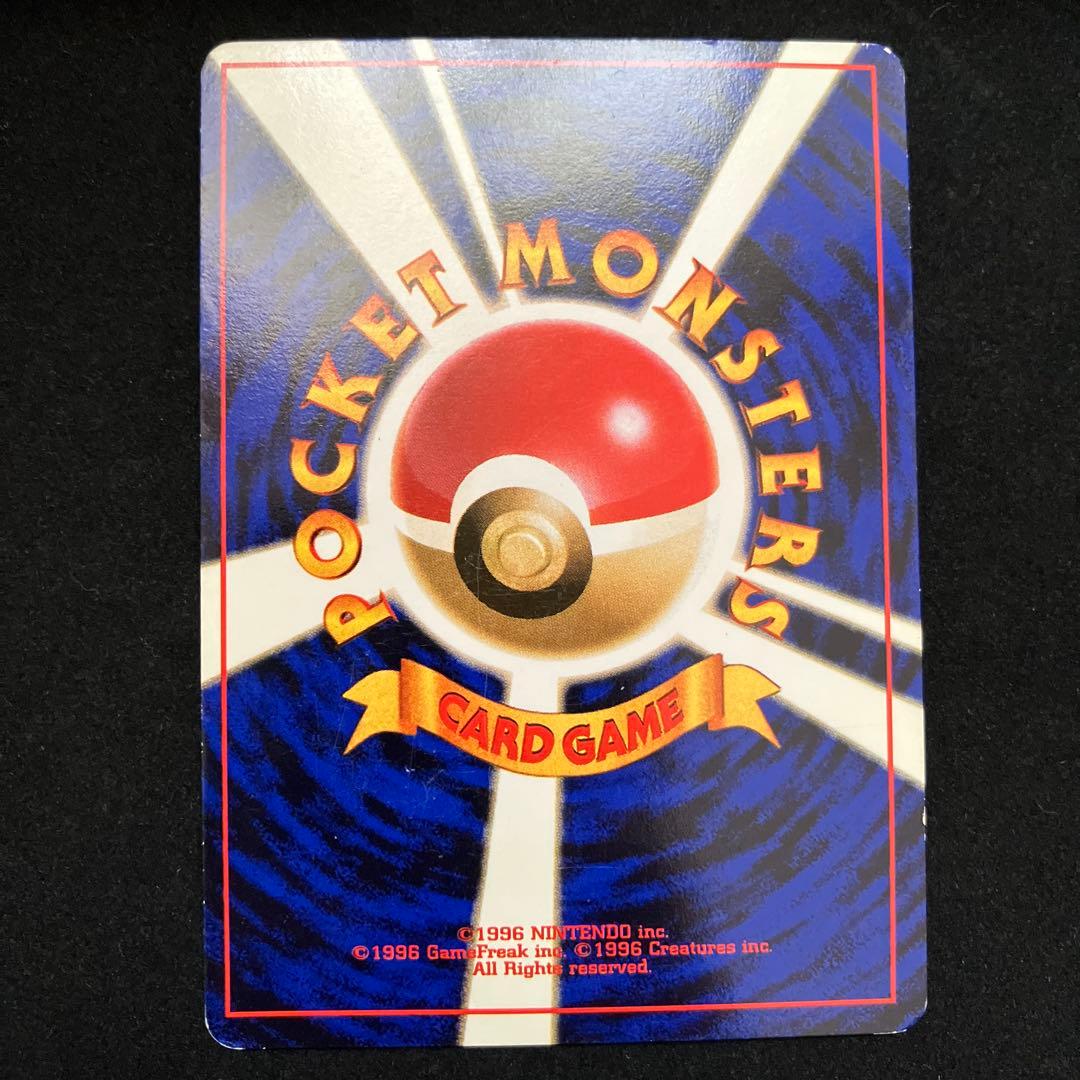 POCKET MONSTERS
CARD GAME
©1996 NINTENDO inc.
©1996 GameFreak inc. ©1996 Creatures inc.
All Rights reserved.